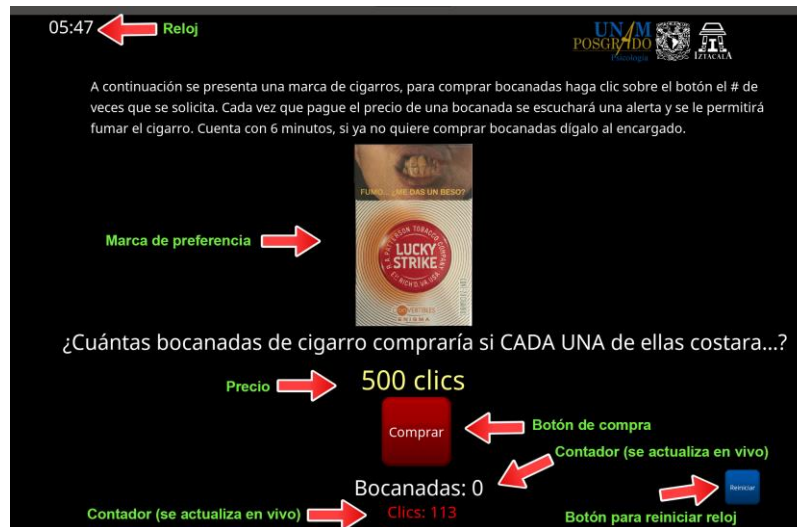 05:47
Reloj
UNAM
POSGRADO
Psicología
IZTACALA
A continuación se presenta una marca de cigarros, para comprar bocanadas haga clic sobre el botón el # de
veces que se solicita. Cada vez que pague el precio de una bocanada se escuchará una alerta y se le permitirá
fumar el cigarro. Cuenta con 6 minutos, si ya no quiere comprar bocanadas dígalo al encargado.
FUMO... ¿ME DAS UN BESO?
Marca de preferencia
LUCKY
STRIKE
¿Cuántas bocanadas de cigarro compraría si CADA UNA de ellas costara...?
Precio
500 clics
Comprar
Botón de compra
Contador (se actualiza en vivo)
Bocanadas: 0
Reiniciar
Contador (se actualiza en vivo)
Clics: 113
Botón para reiniciar reloj